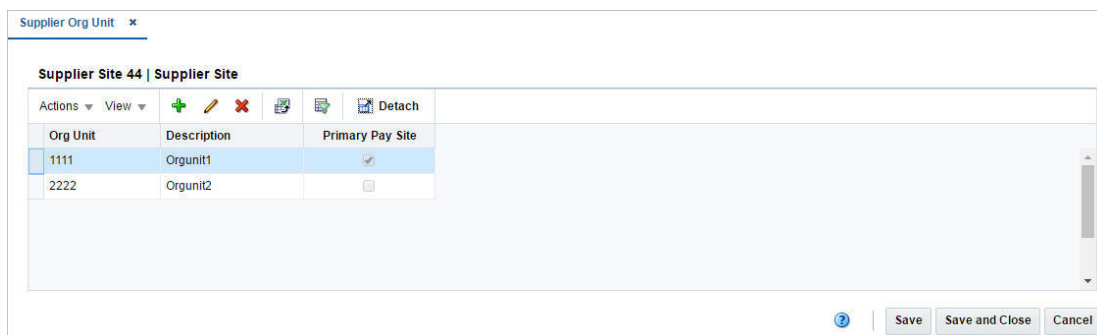 Supplier Org Unit ×
Supplier Site 44 | Supplier Site
Actions View Detach
Org Unit Description Primary Pay Site
1111 Orgunit1
2222 Orgunit2
? Save Save and Close Cancel